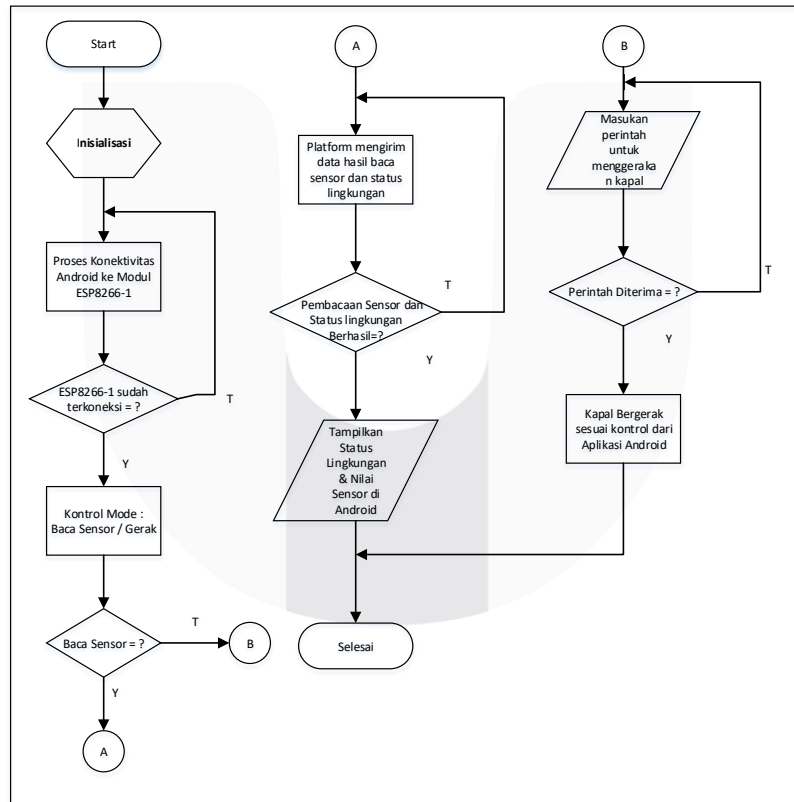 Start
Inisialisasi
Proses Konektivitas
Android ke Modul
ESP8266-1
ESP8266-1 sudah
terkoneksi = ?
T
Y
Kontrol Mode :
Baca Sensor / Gerak
Baca Sensor = ?
T
B
Y
A
A
Platform mengirim
data hasil baca
sensor dan status
lingkungan
Pembacaan Sensor dan
Status lingkungan
Berhasil=?
T
Y
Tampilkan
Status
Lingkungan
& Nilai
Sensor di
Android
Selesai
B
Masukan
perintah
untuk
menggeraka
n kapal
Perintah Diterima = ?
T
Y
Kapal Bergerak
sesuai kontrol dari
Aplikasi Android